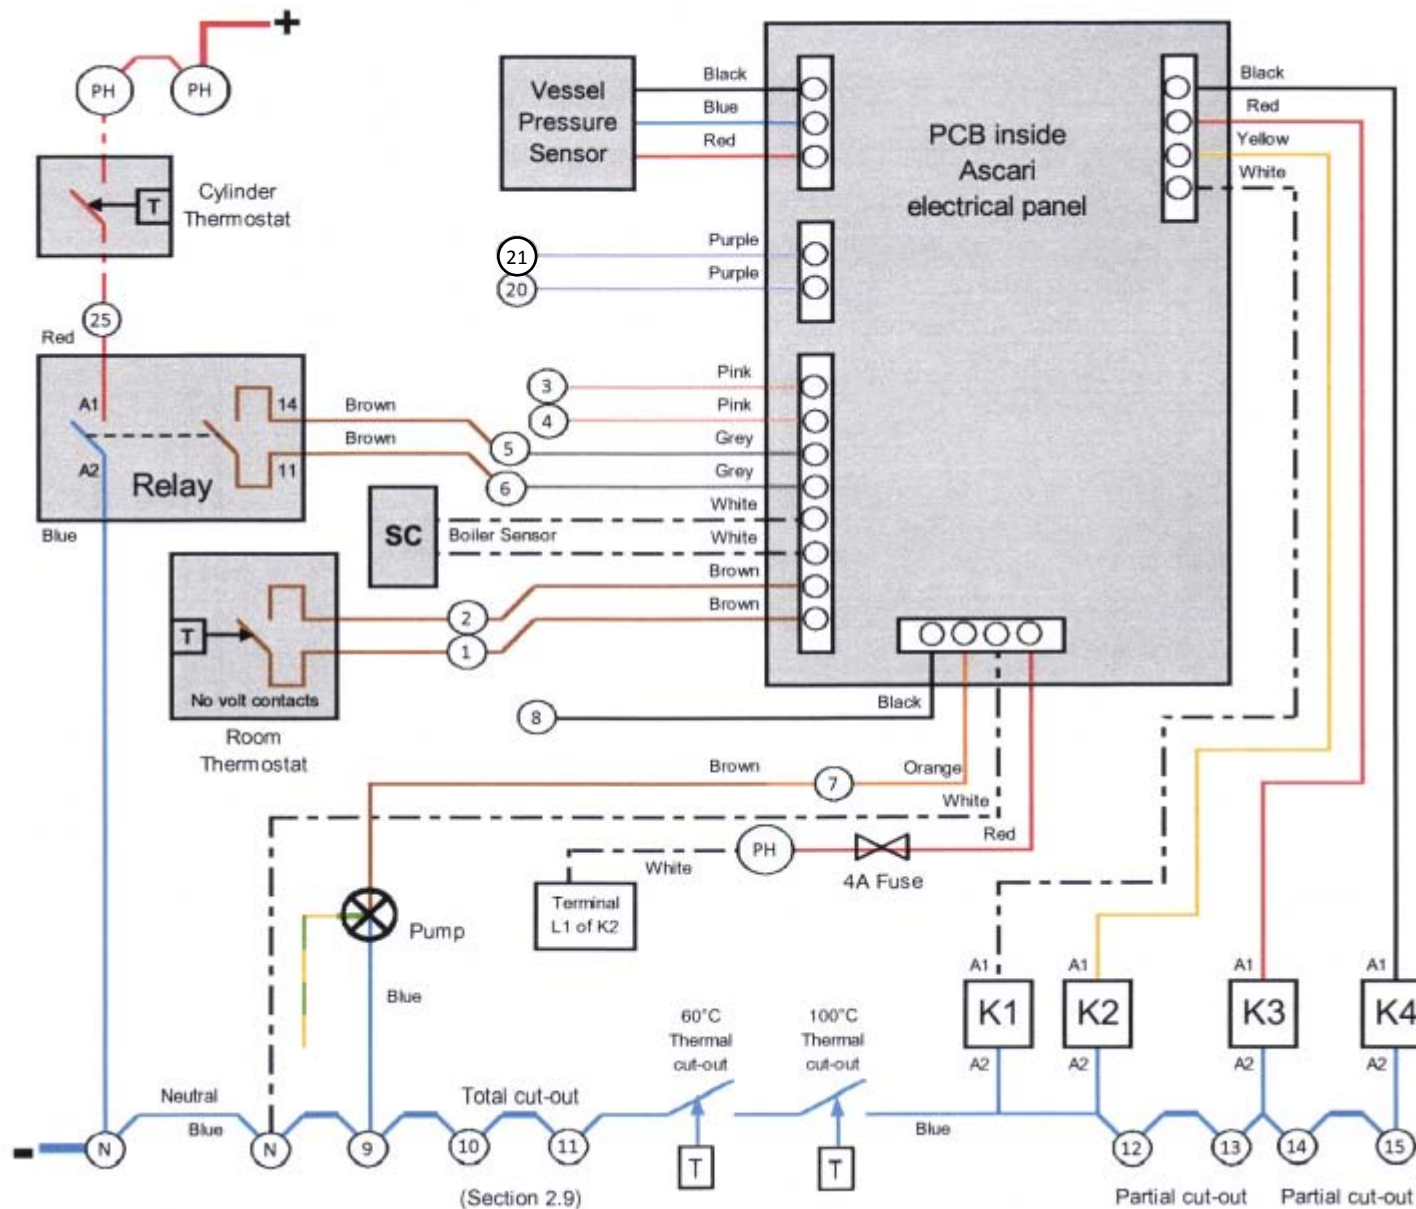 +
PH
PH
T
Cylinder
Thermostat
25
Red
A1
A2
14
11
Relay
Blue
Brown
Brown
5
6
SC
Boiler Sensor
T
No volt contacts
Room
Thermostat
2
1
Vessel
Pressure
Sensor
Black
Blue
Red
21
20
Purple
Purple
3
4
Pink
Pink
Grey
Grey
White
White
Brown
Brown
PCB inside
Ascari
electrical panel
Black
Red
Yellow
White
8
Black
Brown
7
Orange
White
Red
PH
White
4A Fuse
Terminal
L1 of K2
Pump
Blue
60°C
Thermal
cut-out
100°C
Thermal
cut-out
A1
A1
A1
A1
K1
K2
K3
K4
A2
A2
A2
A2
Neutral
Blue
Total cut-out
Blue
-
N
N
9
10
11
T
T
12
13
14
15
(Section 2.9)
Partial cut-out
Partial cut-out